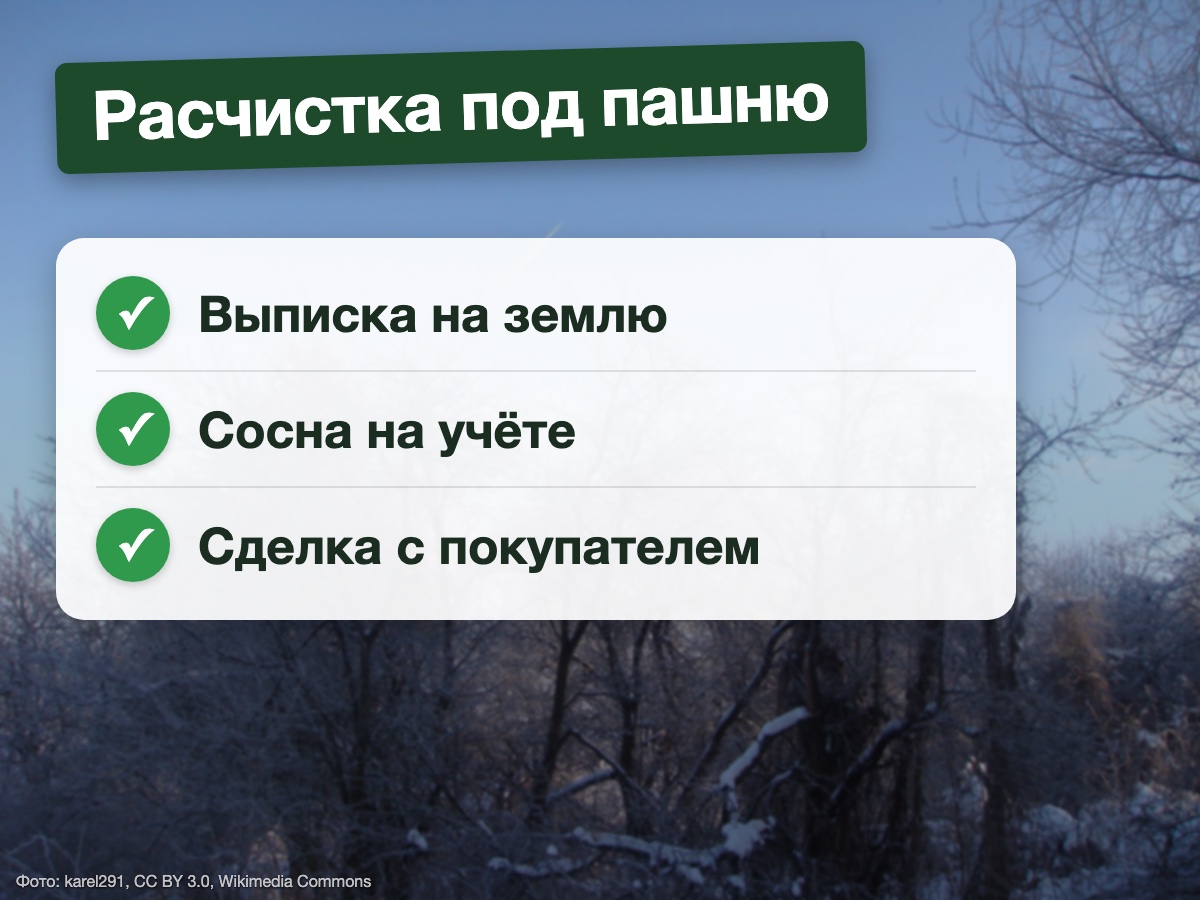 Расчистка под пашню
Выписка на землю
Сосна на учёте
Сделка с покупателем
Фото: karel291, CC BY 3.0, Wikimedia Commons